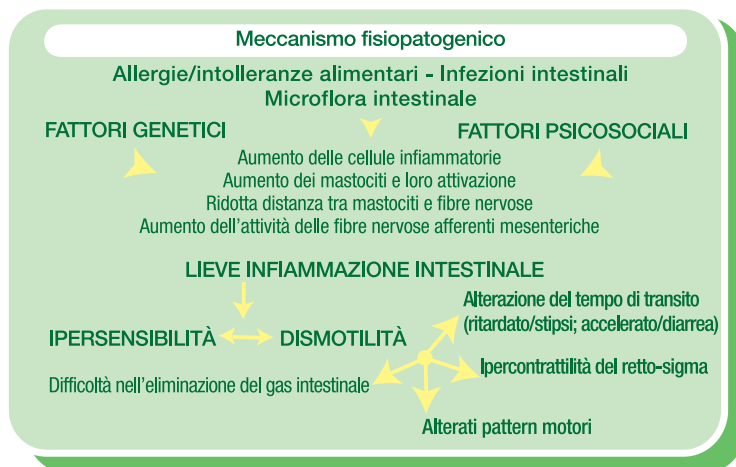 Meccanismo fisiopatogenico
Allergie/intolleranze alimentari - Infezioni intestinali
Microflora intestinale
FATTORI GENETICI
FATTORI PSICOSOCIALI
Aumento delle cellule infiammatorie
Aumento dei mastociti e loro attivazione
Ridotta distanza tra mastociti e fibre nervose
Aumento dell'attività delle fibre nervose afferenti mesenteriche
LIEVE INFIAMMAZIONE INTESTINALE
Alterazione del tempo di transito
(ritardato/stipsi; accelerato/diarrea)
IPERSENSIBILITÀ
DISMOTILITÀ
Ipercontrattilità del retto-sigma
Difficoltà nell'eliminazione del gas intestinale
Alterati pattern motori